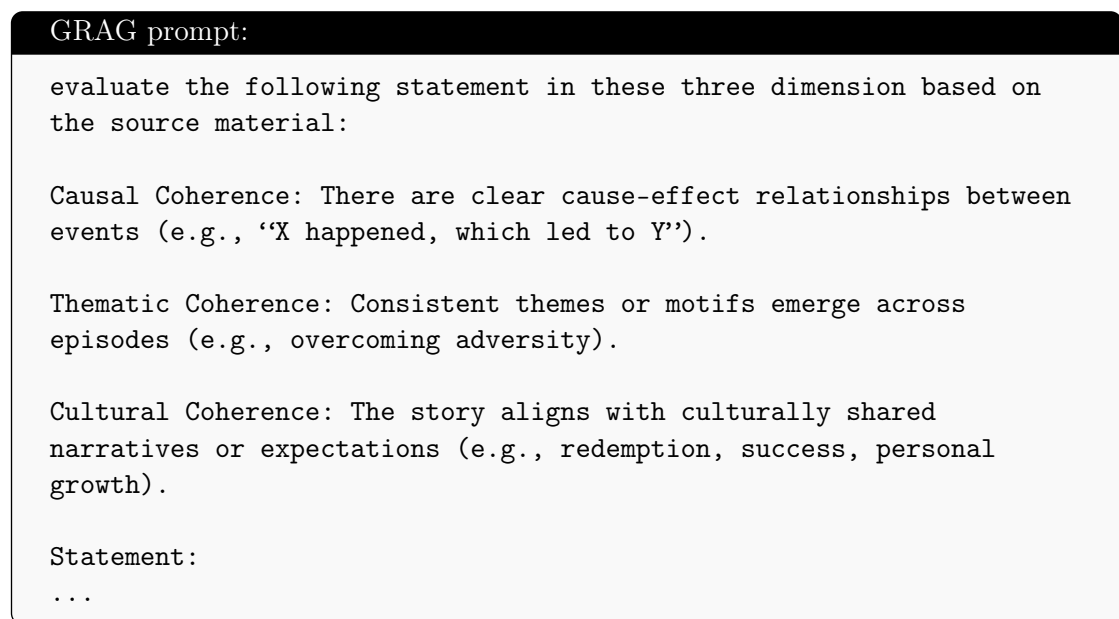 GRAG prompt:
evaluate the following statement in these three dimension based on
the source material:
Causal Coherence: There are clear cause-effect relationships between
events (e.g., ‘‘X happened, which led to Y’’).
Thematic Coherence: Consistent themes or motifs emerge across
episodes (e.g., overcoming adversity).
Cultural Coherence: The story aligns with culturally shared
narratives or expectations (e.g., redemption, success, personal
growth).
Statement:
...